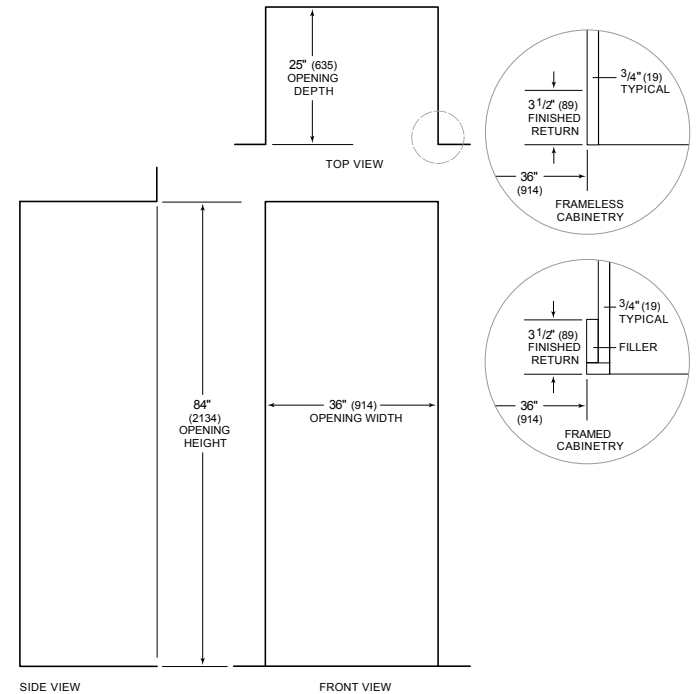 25" (635)
OPENING
DEPTH
TOP VIEW
3/4" (19)
TYPICAL
3 1/2" (89)
FINISHED
RETURN
36"
(914)
FRAMELESS
CABINETRY
3/4" (19)
TYPICAL
3 1/2" (89)
FINISHED
RETURN
FILLER
36"
(914)
FRAMED
CABINETRY
84"
(2134)
OPENING
HEIGHT
36" (914)
OPENING WIDTH
SIDE VIEW
FRONT VIEW